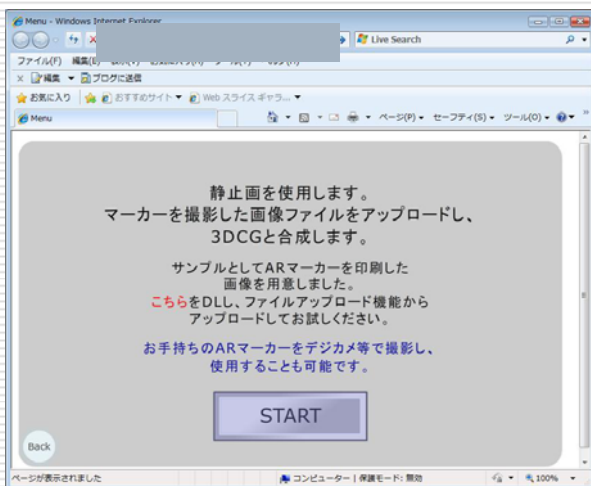 Menu - Windows Internet Explorer
Live Search
ファイル(F) 編集(E)
編集 ブログに送信
お気に入り おすすめサイト Web スライス ギャラ...
Menu ページ(P) セーフティ(S) ツール(O)
静止画を使用します。
マーカーを撮影した画像ファイルをアップロードし、
3DCGと合成します。
サンプルとしてARマーカーを印刷した
画像を用意しました。
こちらをDLし、ファイルアップロード機能から
アップロードしてお試しください。
お手持ちのARマーカーをデジカメ等で撮影し、
使用することも可能です。
START
Back
ページが表示されました コンピューター | 保護モード: 無効 100%